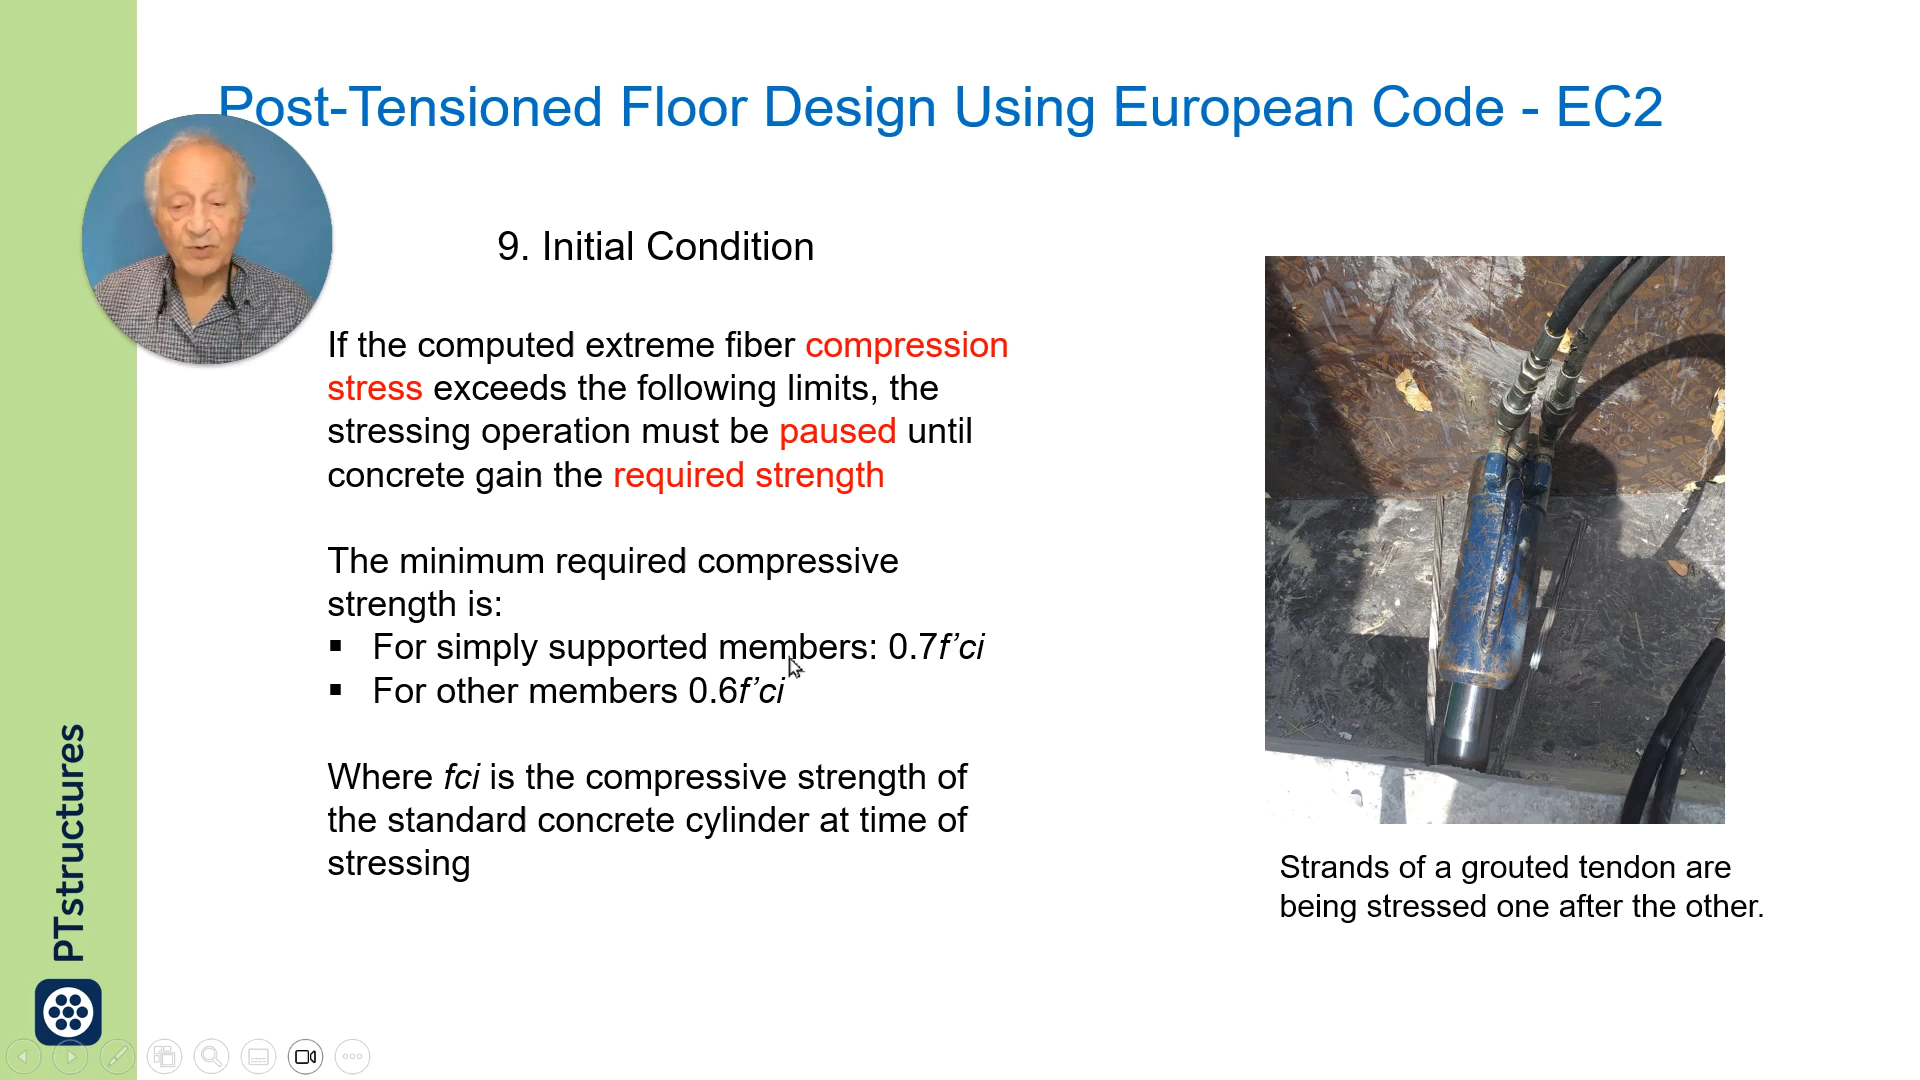 Post-Tensioned Floor Design Using European Code - EC2
9. Initial Condition
If the computed extreme fiber compression
stress exceeds the following limits, the
stressing operation must be paused until
concrete gain the required strength
The minimum required compressive
strength is:
▪ For simply supported members: 0.7f’ci
▪ For other members 0.6f’ci
Where fci is the compressive strength of
the standard concrete cylinder at time of
stressing
Strands of a grouted tendon are
being stressed one after the other.
PTstructures